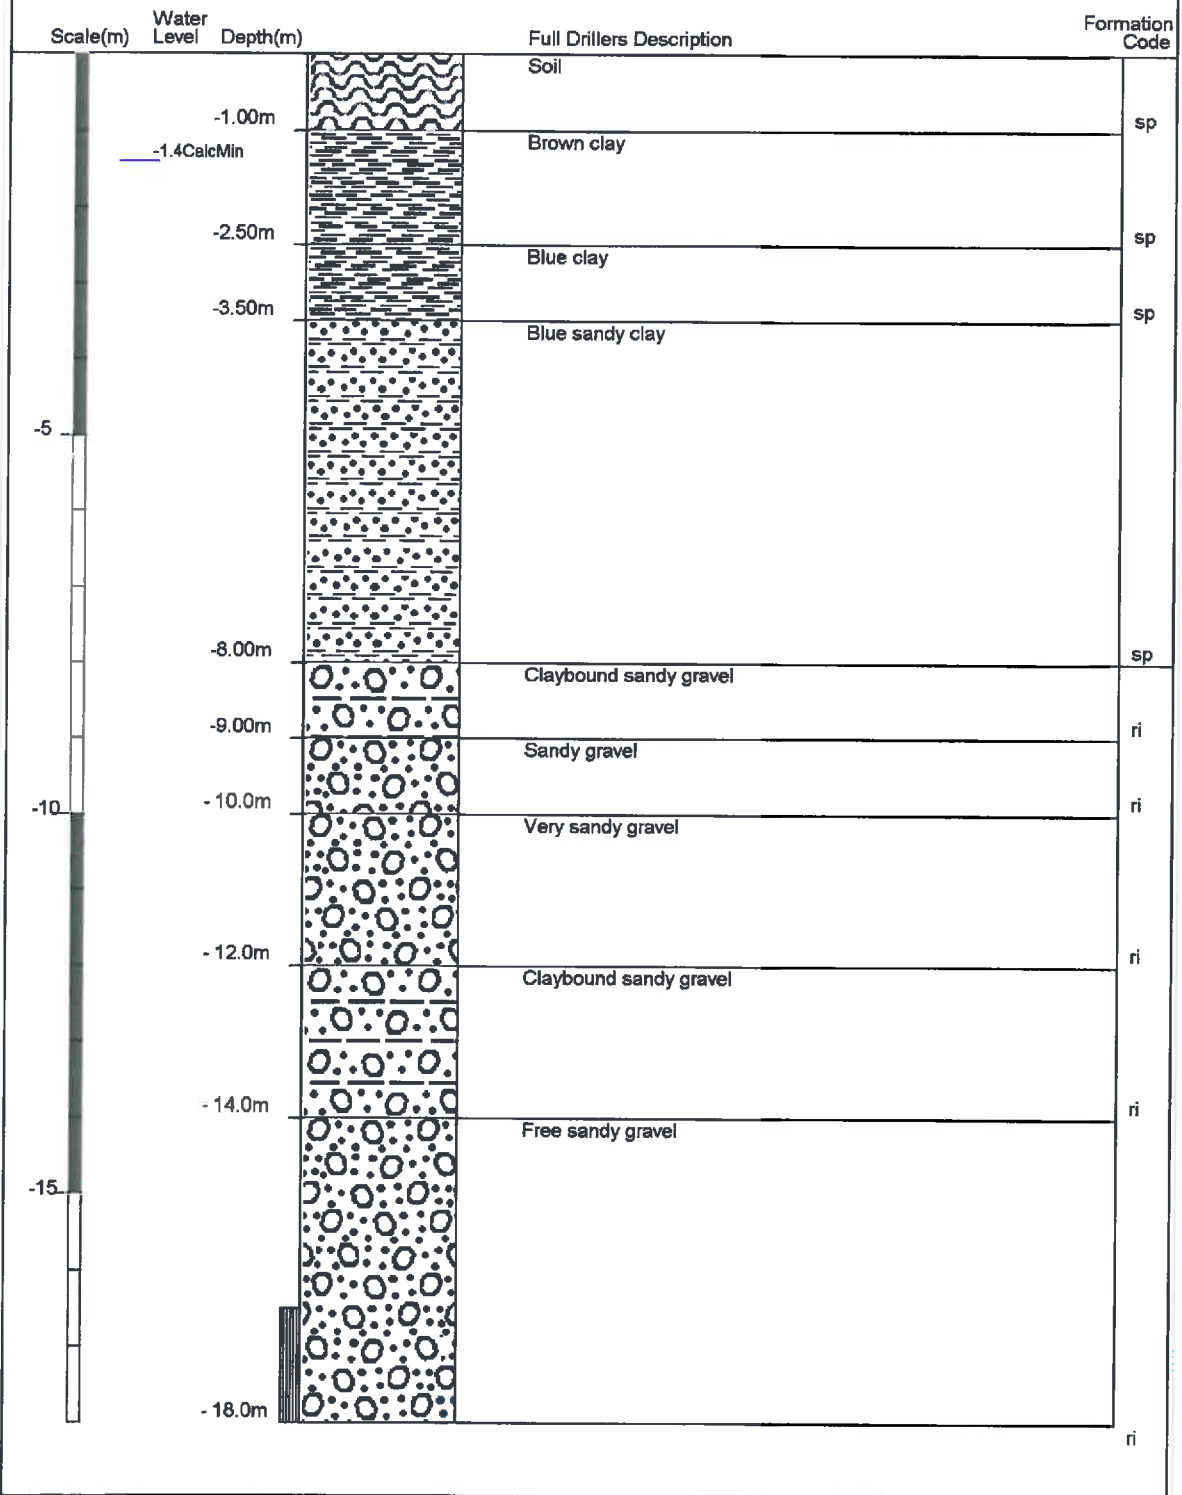 Scale(m) Water Level Depth(m) Full Drillers Description Formation Code
Soil
-1.00m sp
Brown clay
-1.4CalcMin
-2.50m sp
Blue clay
-3.50m sp
Blue sandy clay
-5
-8.00m sp
Claybound sandy gravel
-9.00m ri
Sandy gravel
-10 - 10.0m ri
Very sandy gravel
- 12.0m ri
Claybound sandy gravel
- 14.0m ri
Free sandy gravel
-15
- 18.0m
ri